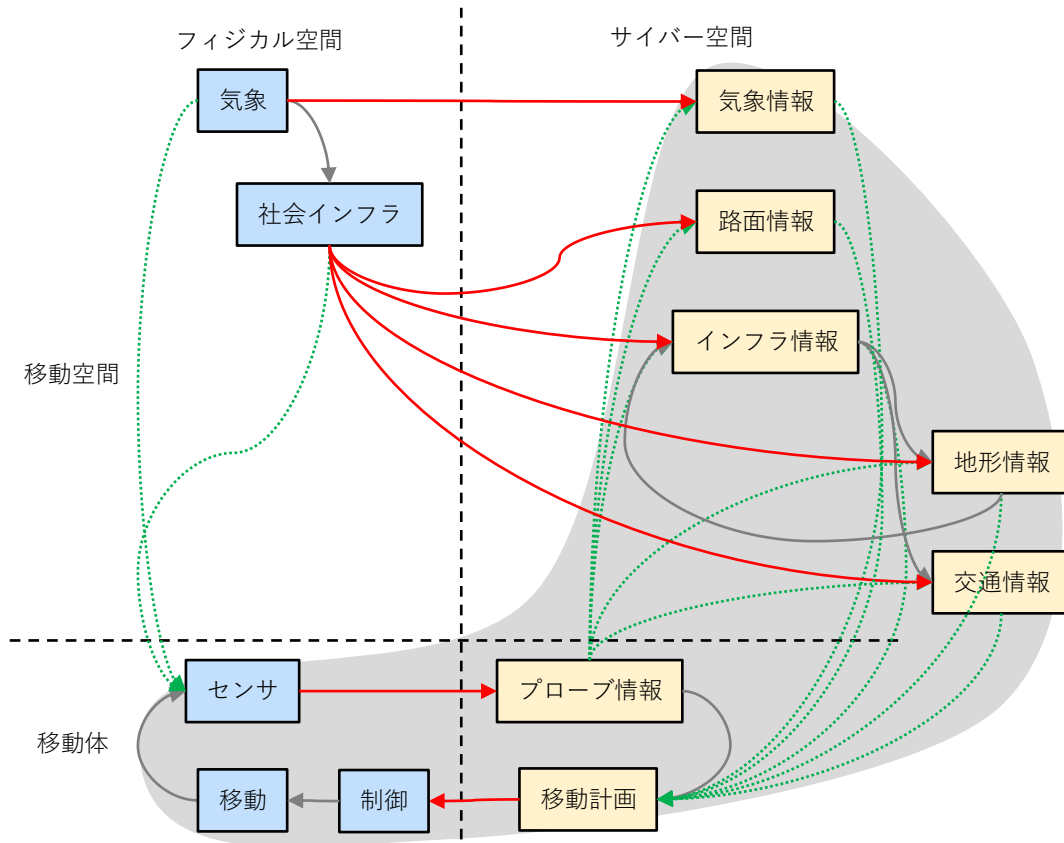 フィジカル空間
サイバー空間
気象
気象情報
社会インフラ
路面情報
インフラ情報
移動空間
地形情報
交通情報
センサ
プローブ情報
移動体
移動
制御
移動計画